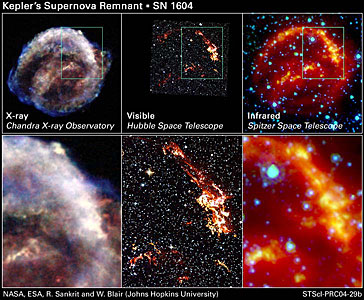 Kepler's Supernova Remnant • SN 1604
X-ray
Chandra X-ray Observatory
Visible
Hubble Space Telescope
Infrared
Spitzer Space Telescope
NASA, ESA, R. Sankrit and W. Blair (Johns Hopkins University)
STScI-PRC04-29b